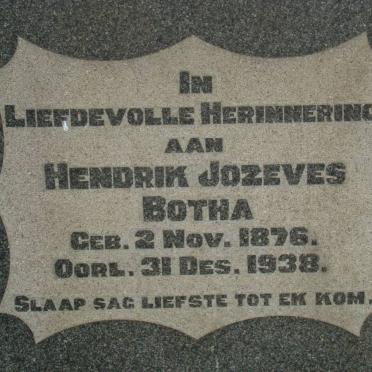 IN
LIEFDEVOLLE HERINNERING
AAN
HENDRIK JOZEVES
BOTHA
GEB. 2 NOV. 1876.
OORL. 31 DES. 1938.
SLAAP SAG LIEFSTE TOT EK KOM.